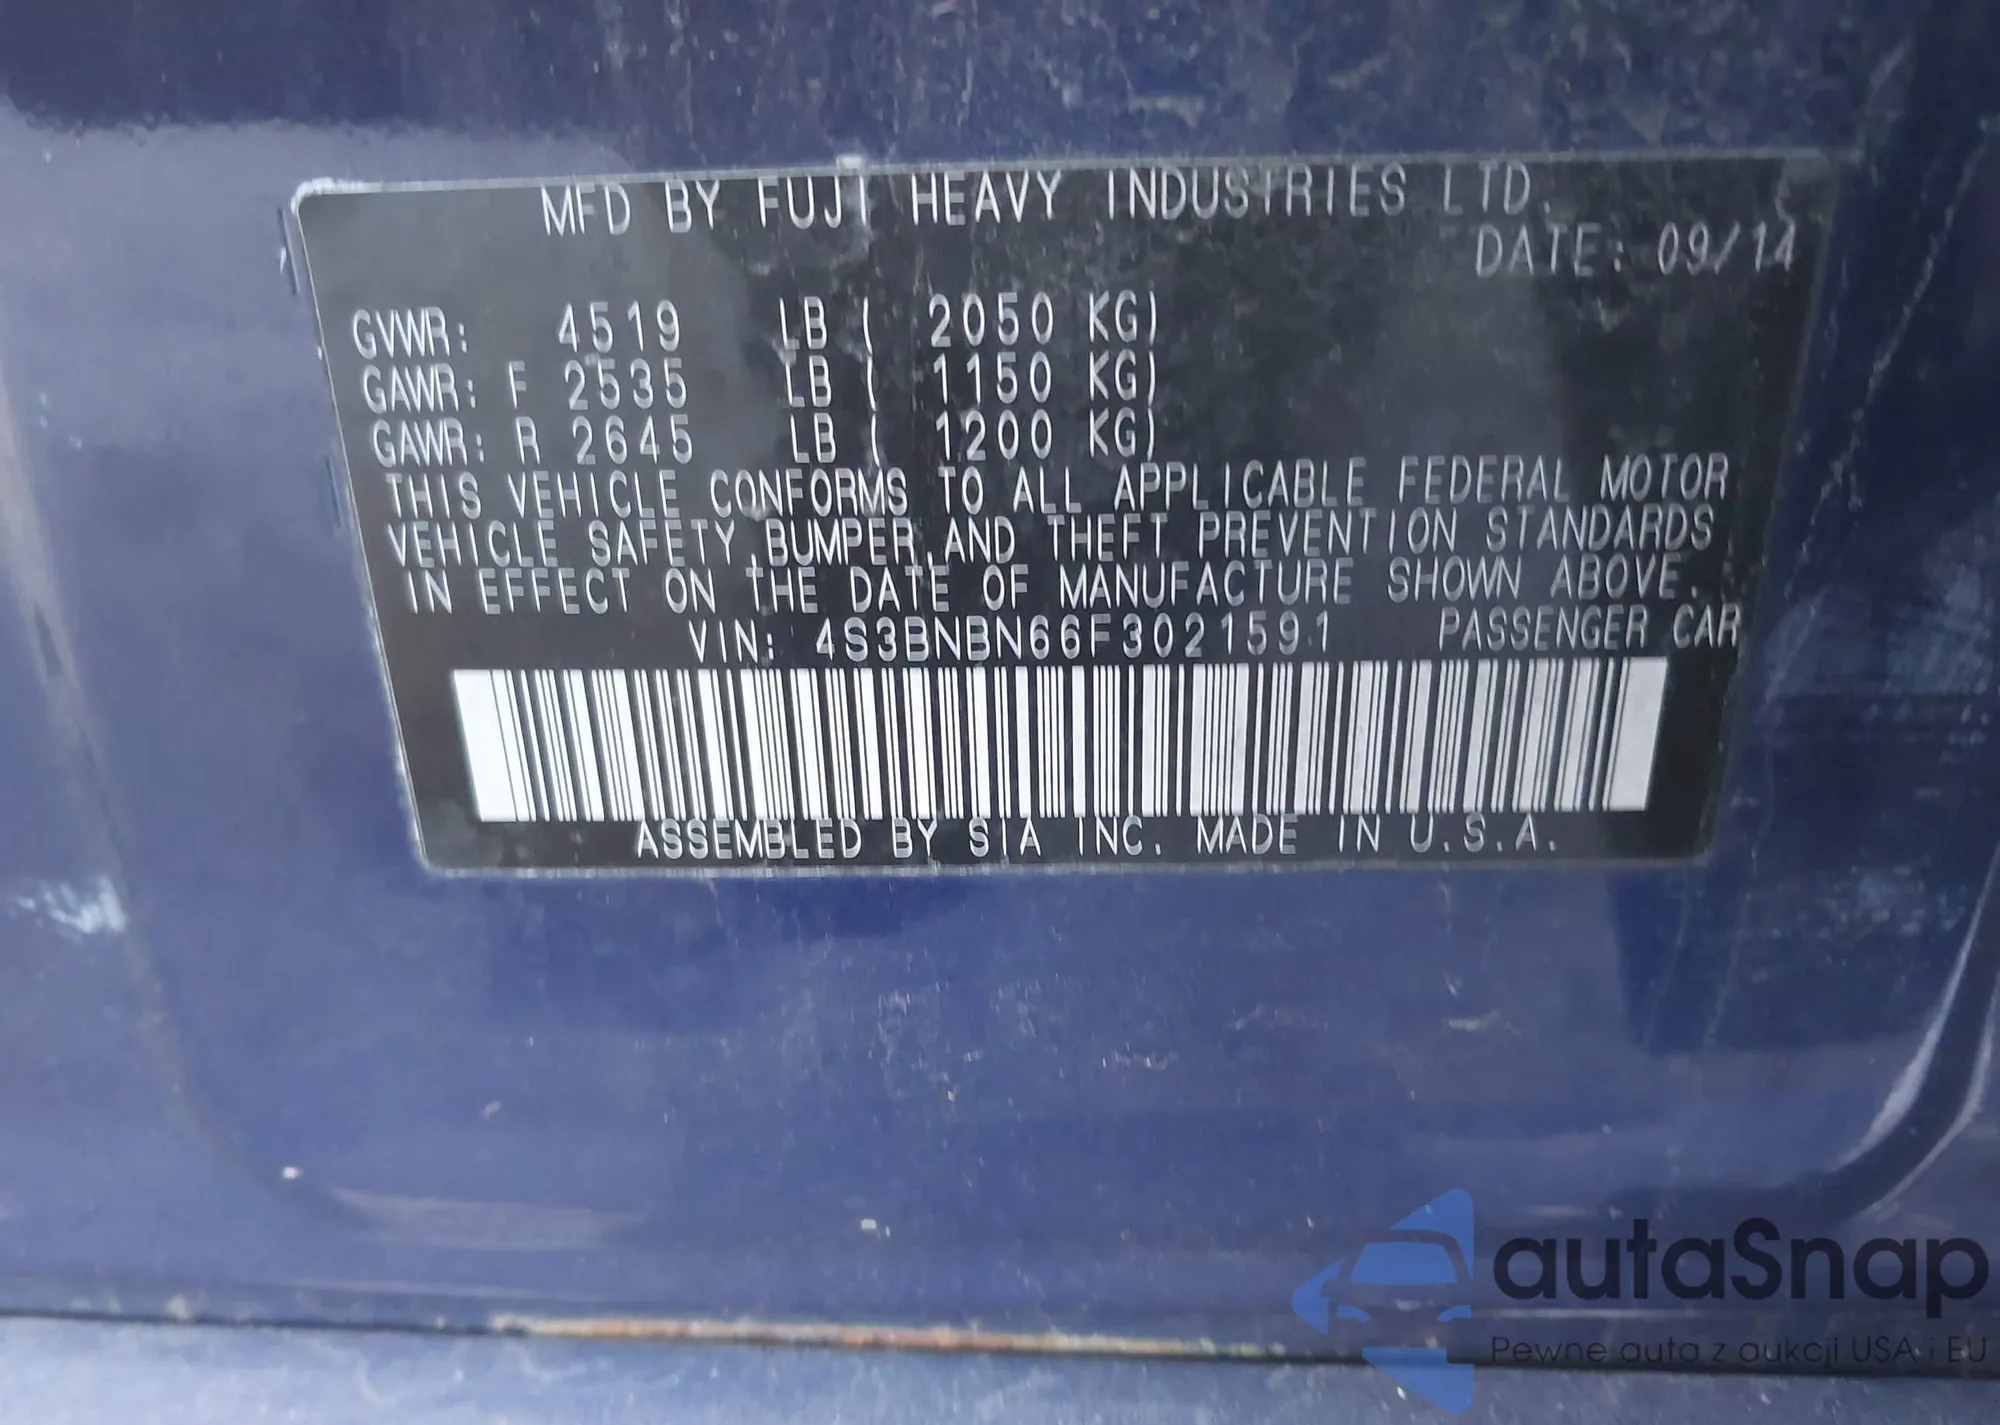 MFD BY FUJI HEAVY INDUSTRIES LTD.
DATE: 09/14
GVWR: 4519 LB ( 2050 KG)
GAWR: F 2535 LB ( 1150 KG)
GAWR: R 2645 LB ( 1200 KG)
THIS VEHICLE CONFORMS TO ALL APPLICABLE FEDERAL MOTOR
VEHICLE SAFETY,BUMPER,AND THEFT PREVENTION STANDARDS
IN EFFECT ON THE DATE OF MANUFACTURE SHOWN ABOVE.
VIN: 4S3BNBN66F3021591 PASSENGER CAR
ASSEMBLED BY SIA INC. MADE IN U.S.A.
autaSnap
Pewne auta z aukcji USA i EU